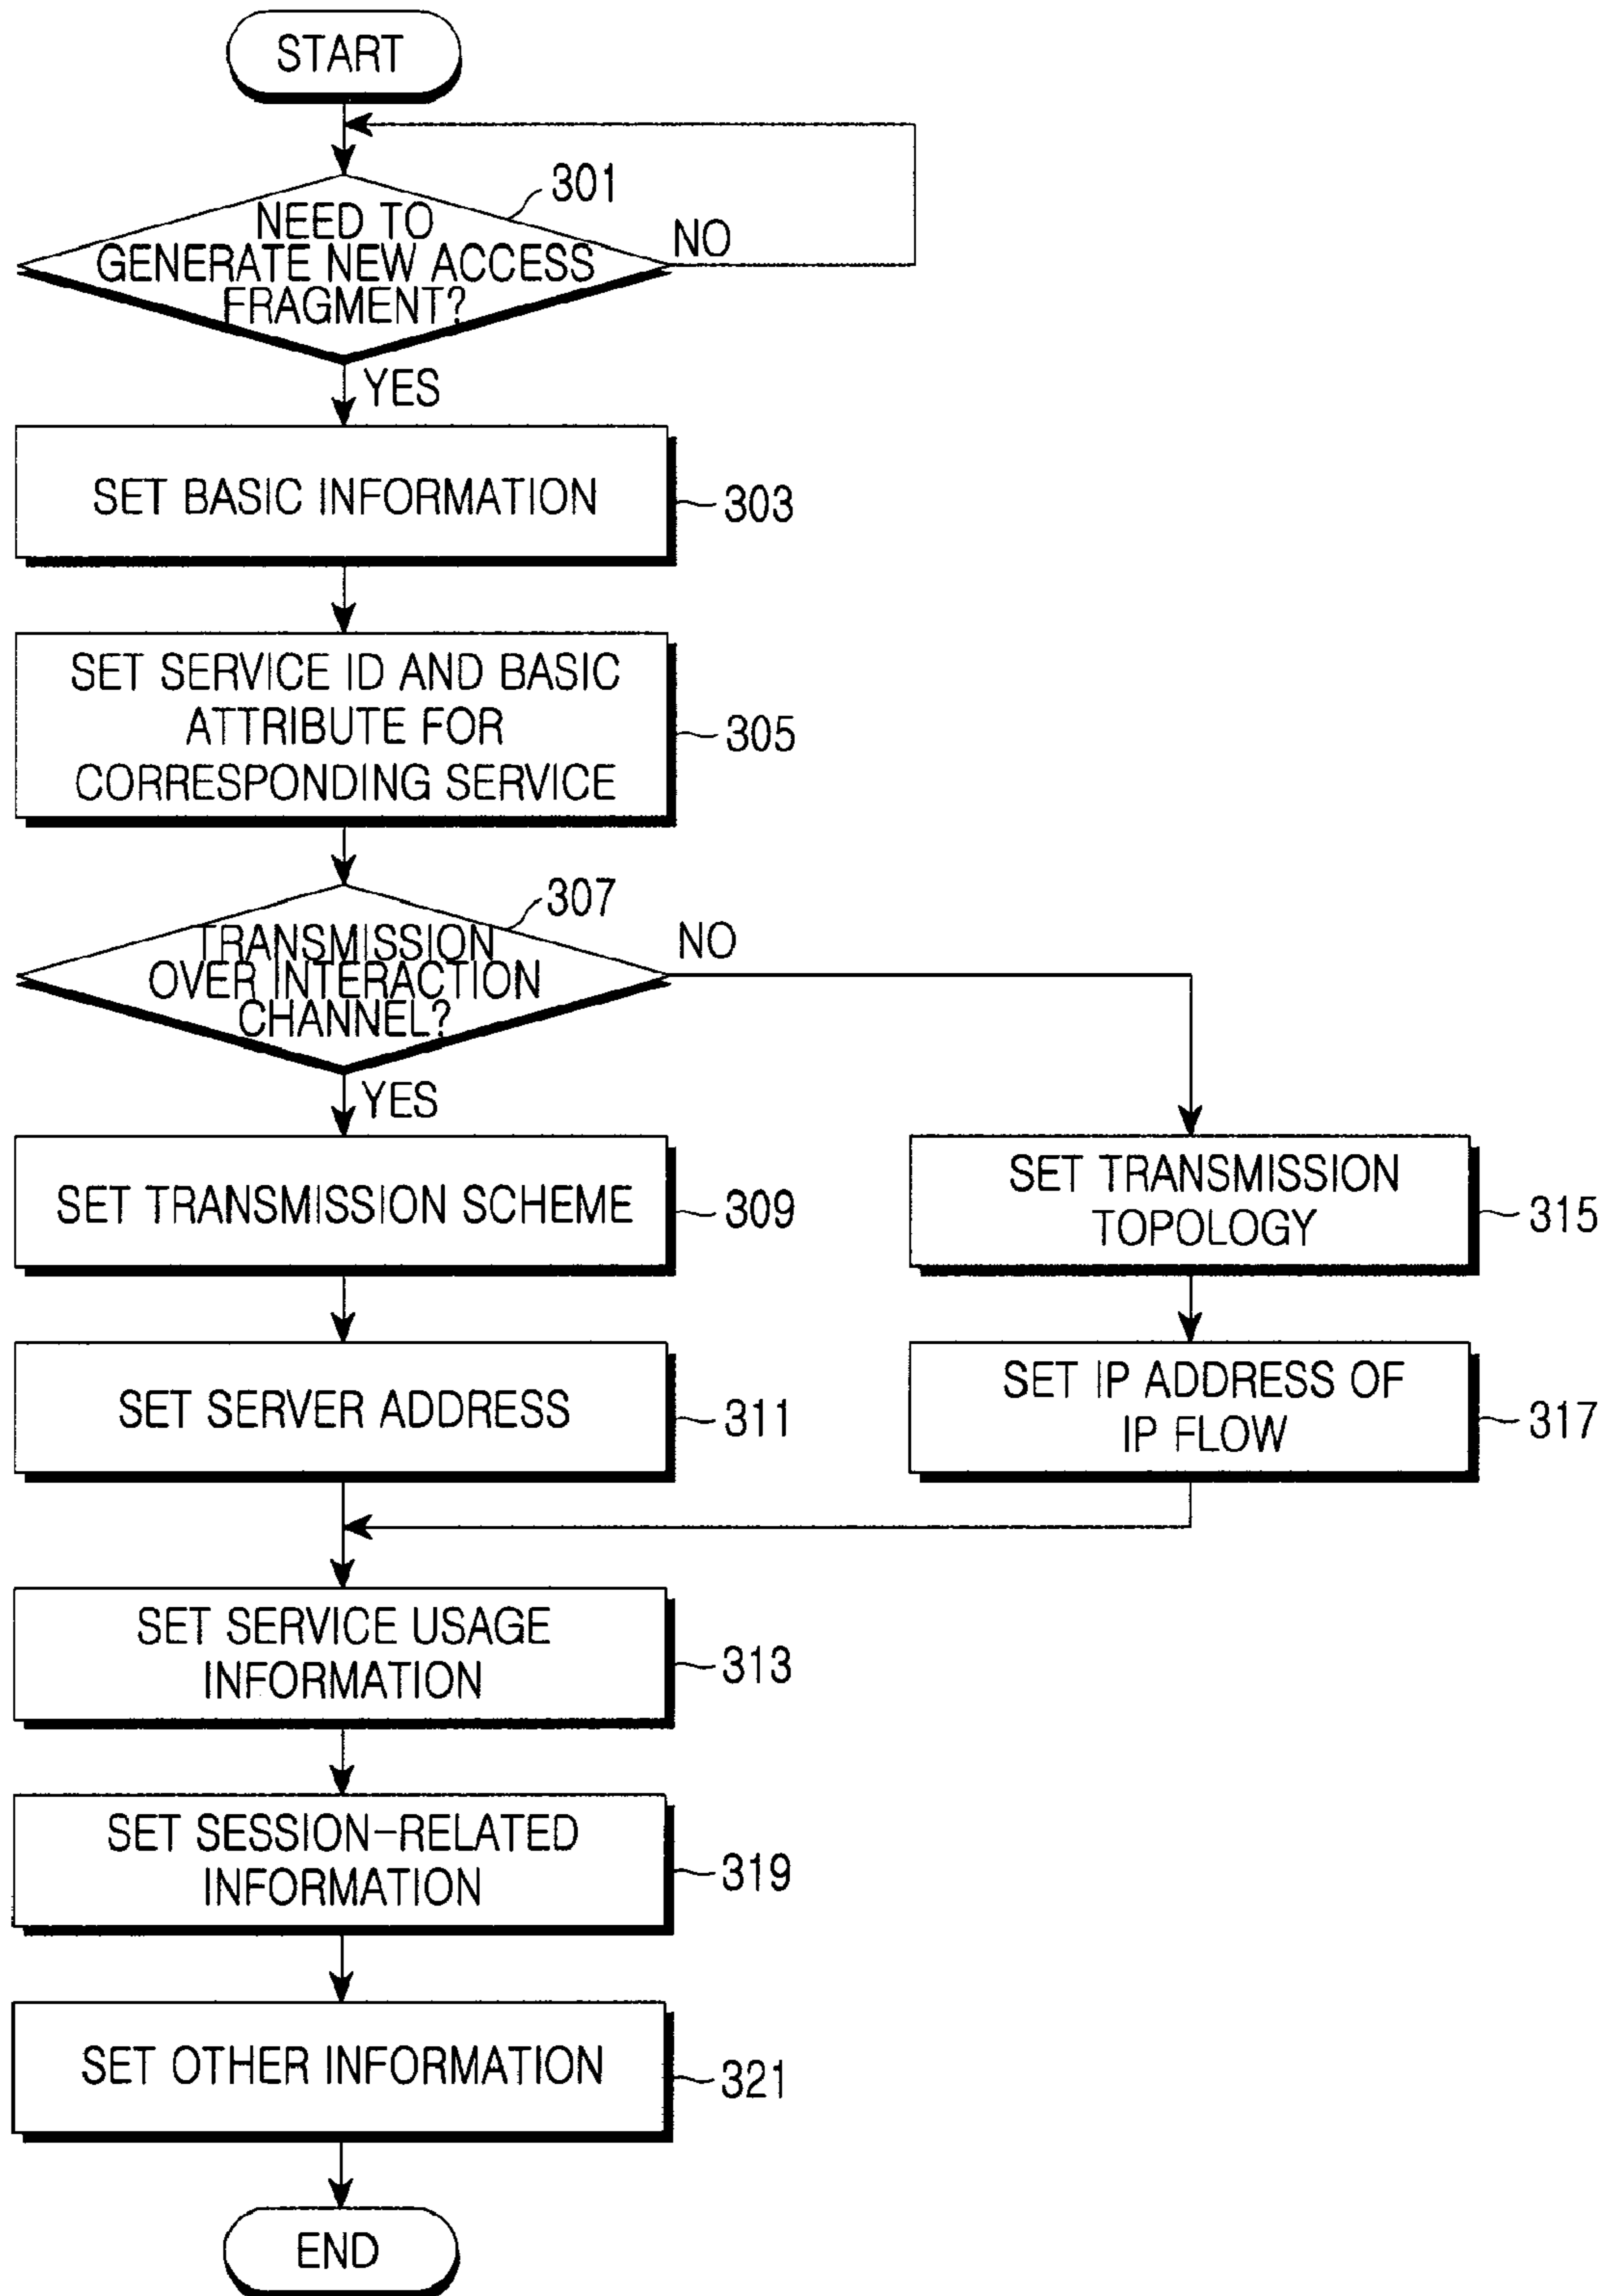 START
301
NEED TO
GENERATE NEW ACCESS
FRAGMENT?
NO
YES
SET BASIC INFORMATION
303
SET SERVICE ID AND BASIC
ATTRIBUTE FOR
CORRESPONDING SERVICE
305
307
TRANSMISSION
OVER INTERACTION
CHANNEL?
NO
YES
SET TRANSMISSION SCHEME
309
SET TRANSMISSION
TOPOLOGY
315
SET SERVER ADDRESS
311
SET IP ADDRESS OF
IP FLOW
317
SET SERVICE USAGE
INFORMATION
313
SET SESSION-RELATED
INFORMATION
319
SET OTHER INFORMATION
321
END